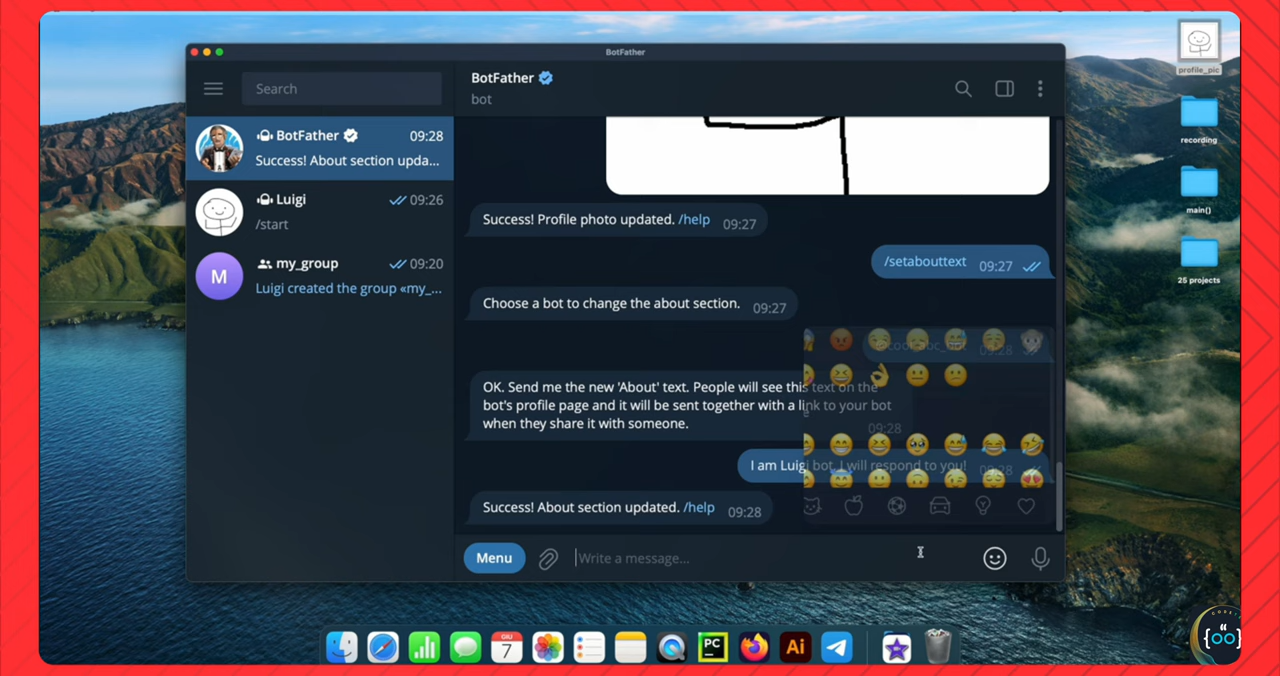 BotFather
profile_pic
recording
main()
25 projects
Search
BotFather
bot
BotFather 09:28
Success! About section upda...
Luigi 09:26
/start
M
my_group 09:20
Luigi created the group «my_...
Success! Profile photo updated. /help 09:27
/setabouttext 09:27
Choose a bot to change the about section. 09:27
09:28
OK. Send me the new 'About' text. People will see this text on the
bot's profile page and it will be sent together with a link to your bot
when they share it with someone.
09:28
I am Luigi bot. I will respond to you! 09:28
Success! About section updated. /help 09:28
Menu
Write a message...
GIU
7
PC
Ai